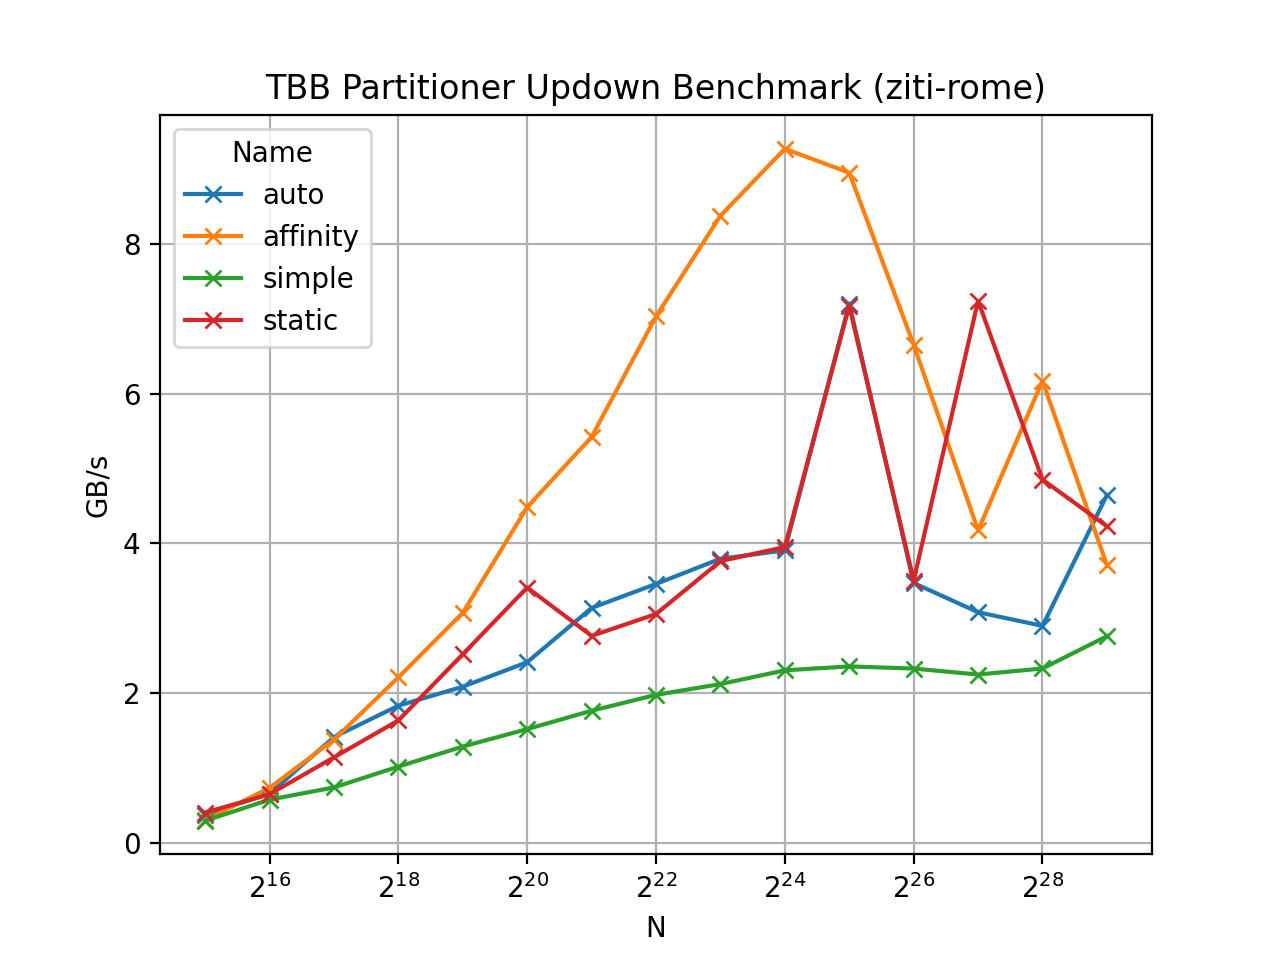 TBB Partitioner Updown Benchmark (ziti-rome)
Name
auto
affinity
simple
static
GB/s
8
6
4
2
0
2^16 2^18 2^20 2^22 2^24 2^26 2^28
N